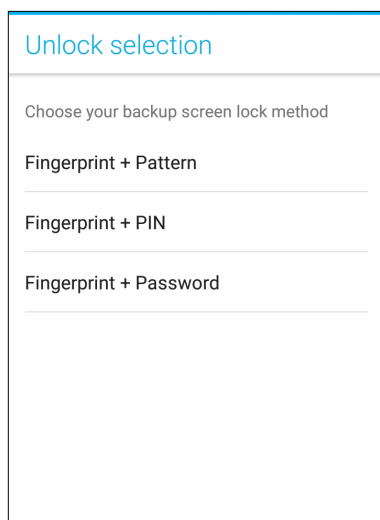 Unlock selection
Choose your backup screen lock method
Fingerprint + Pattern
Fingerprint + PIN
Fingerprint + Password